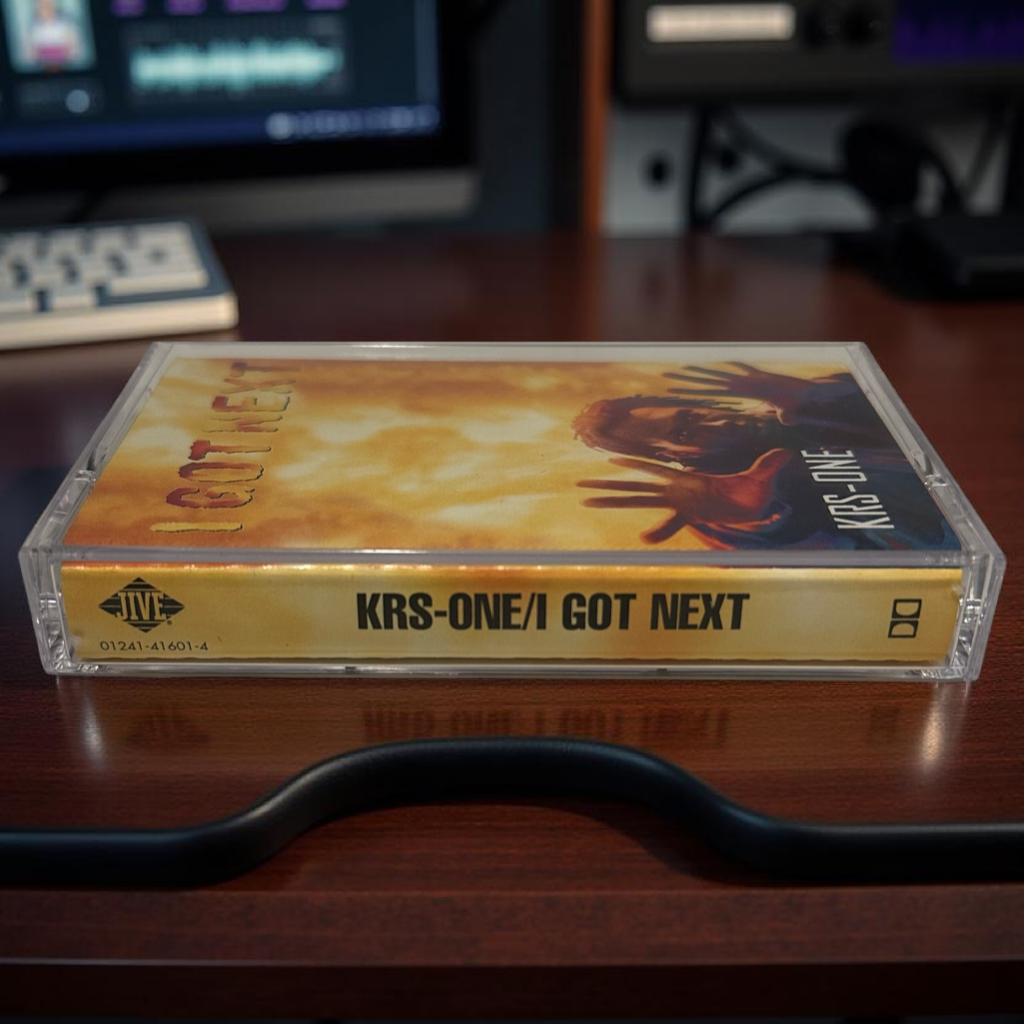 I GOT NEXT
KRS-ONE
JIVE
®
01241-41601-4
KRS-ONE/I GOT NEXT